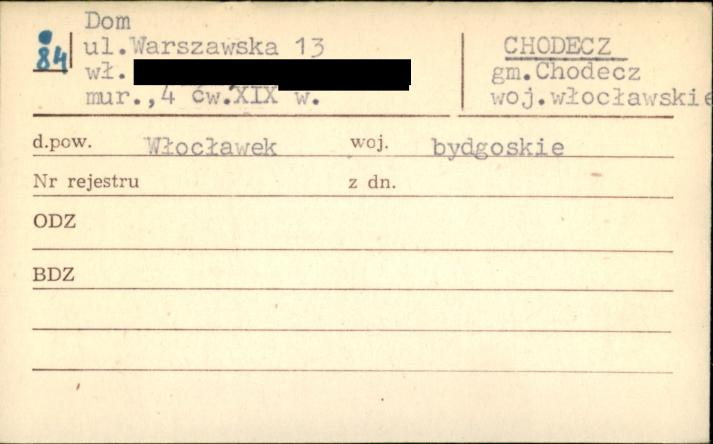 84
Dom
ul.Warszawska 13
wł.
mur.,4 ćw.XIX w.
CHODECZ
gm.Chodecz
woj.włocławskie
d.pow. Włocławek woj. bydgoskie
Nr rejestru z dn.
ODZ
BDZ